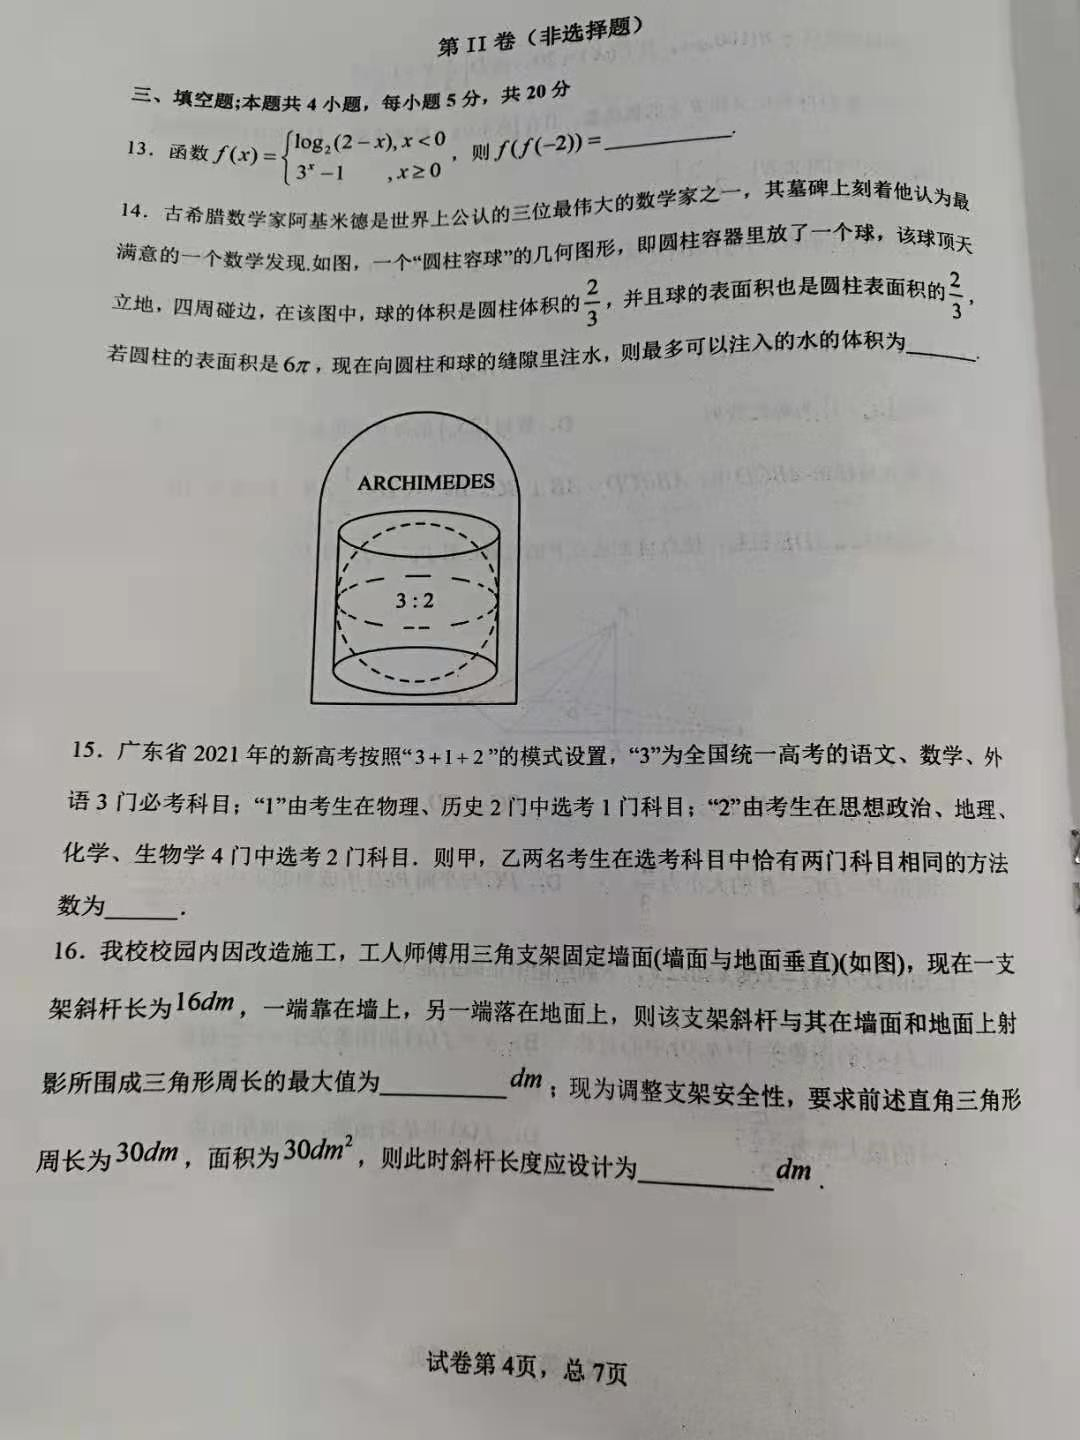 第 II 卷（非选择题）
三、填空题;本题共 4 小题，每小题 5 分，共 20 分
13．函数 f(x) = { log₂(2 − x), x < 0 ; 3ˣ − 1 , x ≥ 0 ，则 f(f(−2)) = ________.
14．古希腊数学家阿基米德是世界上公认的三位最伟大的数学家之一，其墓碑上刻着他认为最
满意的一个数学发现.如图，一个“圆柱容球”的几何图形，即圆柱容器里放了一个球，该球顶天
立地，四周碰边，在该图中，球的体积是圆柱体积的 2/3 ，并且球的表面积也是圆柱表面积的 2/3 ，
若圆柱的表面积是 6π ，现在向圆柱和球的缝隙里注水，则最多可以注入的水的体积为______.
ARCHIMEDES
3 : 2
15．广东省 2021 年的新高考按照“3+1+2”的模式设置，“3”为全国统一高考的语文、数学、外
语 3 门必考科目；“1”由考生在物理、历史 2 门中选考 1 门科目；“2”由考生在思想政治、地理、
化学、生物学 4 门中选考 2 门科目．则甲，乙两名考生在选考科目中恰有两门科目相同的方法
数为______．
16．我校校园内因改造施工，工人师傅用三角支架固定墙面(墙面与地面垂直)(如图)，现在一支
架斜杆长为 16dm ，一端靠在墙上，另一端落在地面上，则该支架斜杆与其在墙面和地面上射
影所围成三角形周长的最大值为__________ dm ；现为调整支架安全性，要求前述直角三角形
周长为 30dm ，面积为 30dm² ，则此时斜杆长度应设计为__________ dm ．
试卷第 4页，总 7页